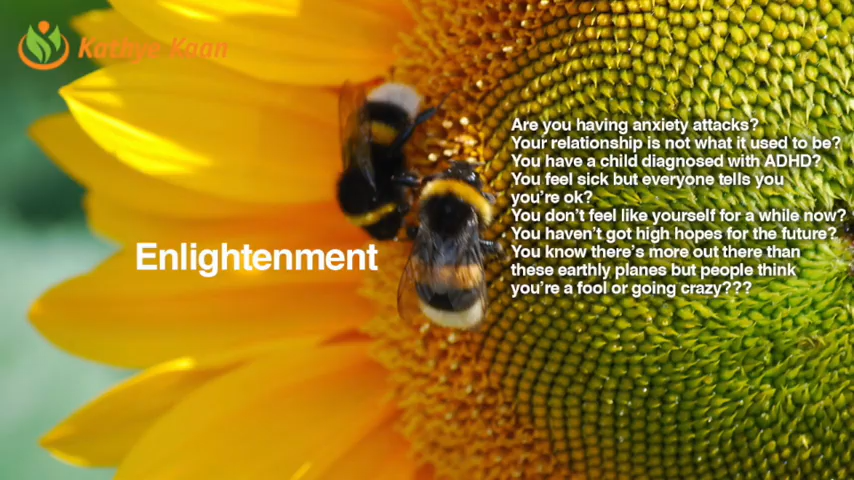 Kathye Kaan
Enlightenment
Are you having anxiety attacks?
Your relationship is not what it used to be?
You have a child diagnosed with ADHD?
You feel sick but everyone tells you
you're ok?
You don't feel like yourself for a while now?
You haven't got high hopes for the future?
You know there's more out there than
these earthly planes but people think
you're a fool or going crazy???